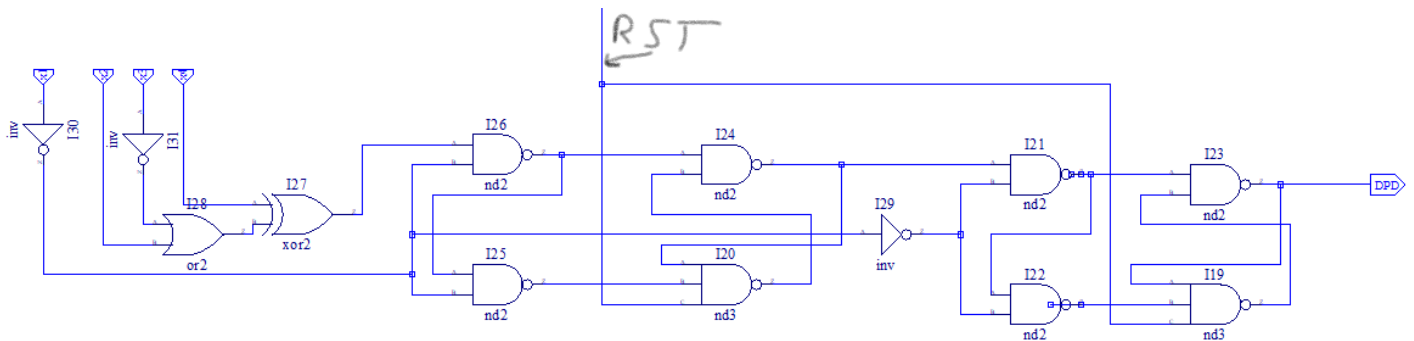 RST
I26
I24
I21
I23
inv
I30
inv
I31
I27
I28
nd2
nd2
I29
nd2
nd2
xor2
I25
I20
inv
I22
I19
or2
nd2
nd3
nd2
nd3
DPD
A
B
Z
C